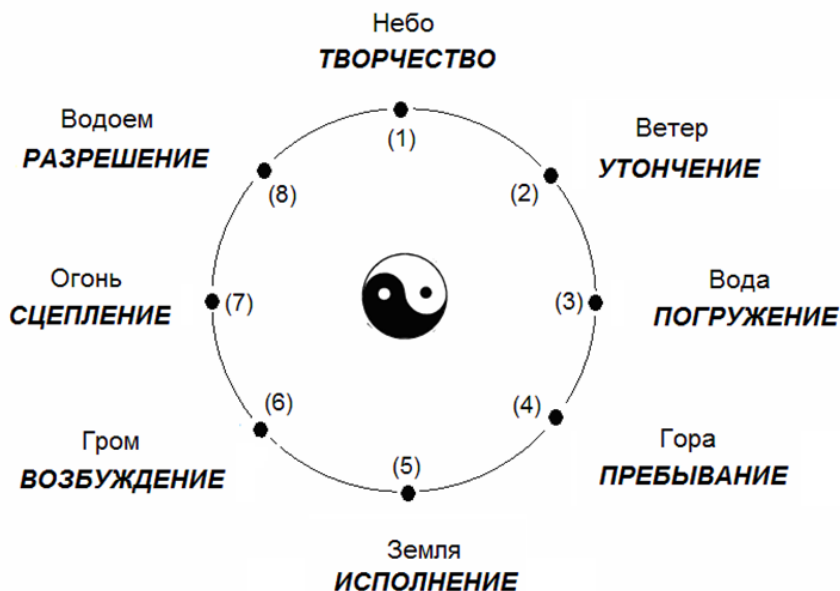 Небо
ТВОРЧЕСТВО
(1)
Ветер
УТОНЧЕНИЕ
(2)
Вода
ПОГРУЖЕНИЕ
(3)
Гора
ПРЕБЫВАНИЕ
(4)
Земля
ИСПОЛНЕНИЕ
(5)
Гром
ВОЗБУЖДЕНИЕ
(6)
Огонь
СЦЕПЛЕНИЕ
(7)
Водоем
РАЗРЕШЕНИЕ
(8)